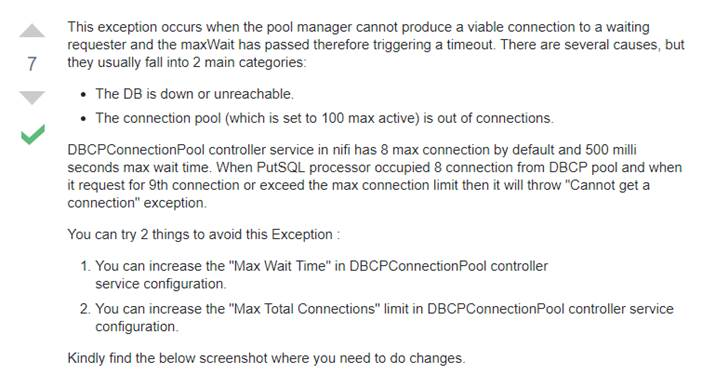 This exception occurs when the pool manager cannot produce a viable connection to a waiting
requester and the maxWait has passed therefore triggering a timeout. There are several causes, but
7
they usually fall into 2 main categories:
• The DB is down or unreachable.
• The connection pool (which is set to 100 max active) is out of connections.
DBCPConnectionPool controller service in nifi has 8 max connection by default and 500 milli
seconds max wait time. When PutSQL processor occupied 8 connection from DBCP pool and when
it request for 9th connection or exceed the max connection limit then it will throw "Cannot get a
connection" exception.
You can try 2 things to avoid this Exception :
1. You can increase the "Max Wait Time" in DBCPConnectionPool controller
service configuration.
2. You can increase the "Max Total Connections" limit in DBCPConnectionPool controller service
configuration.
Kindly find the below screenshot where you need to do changes.